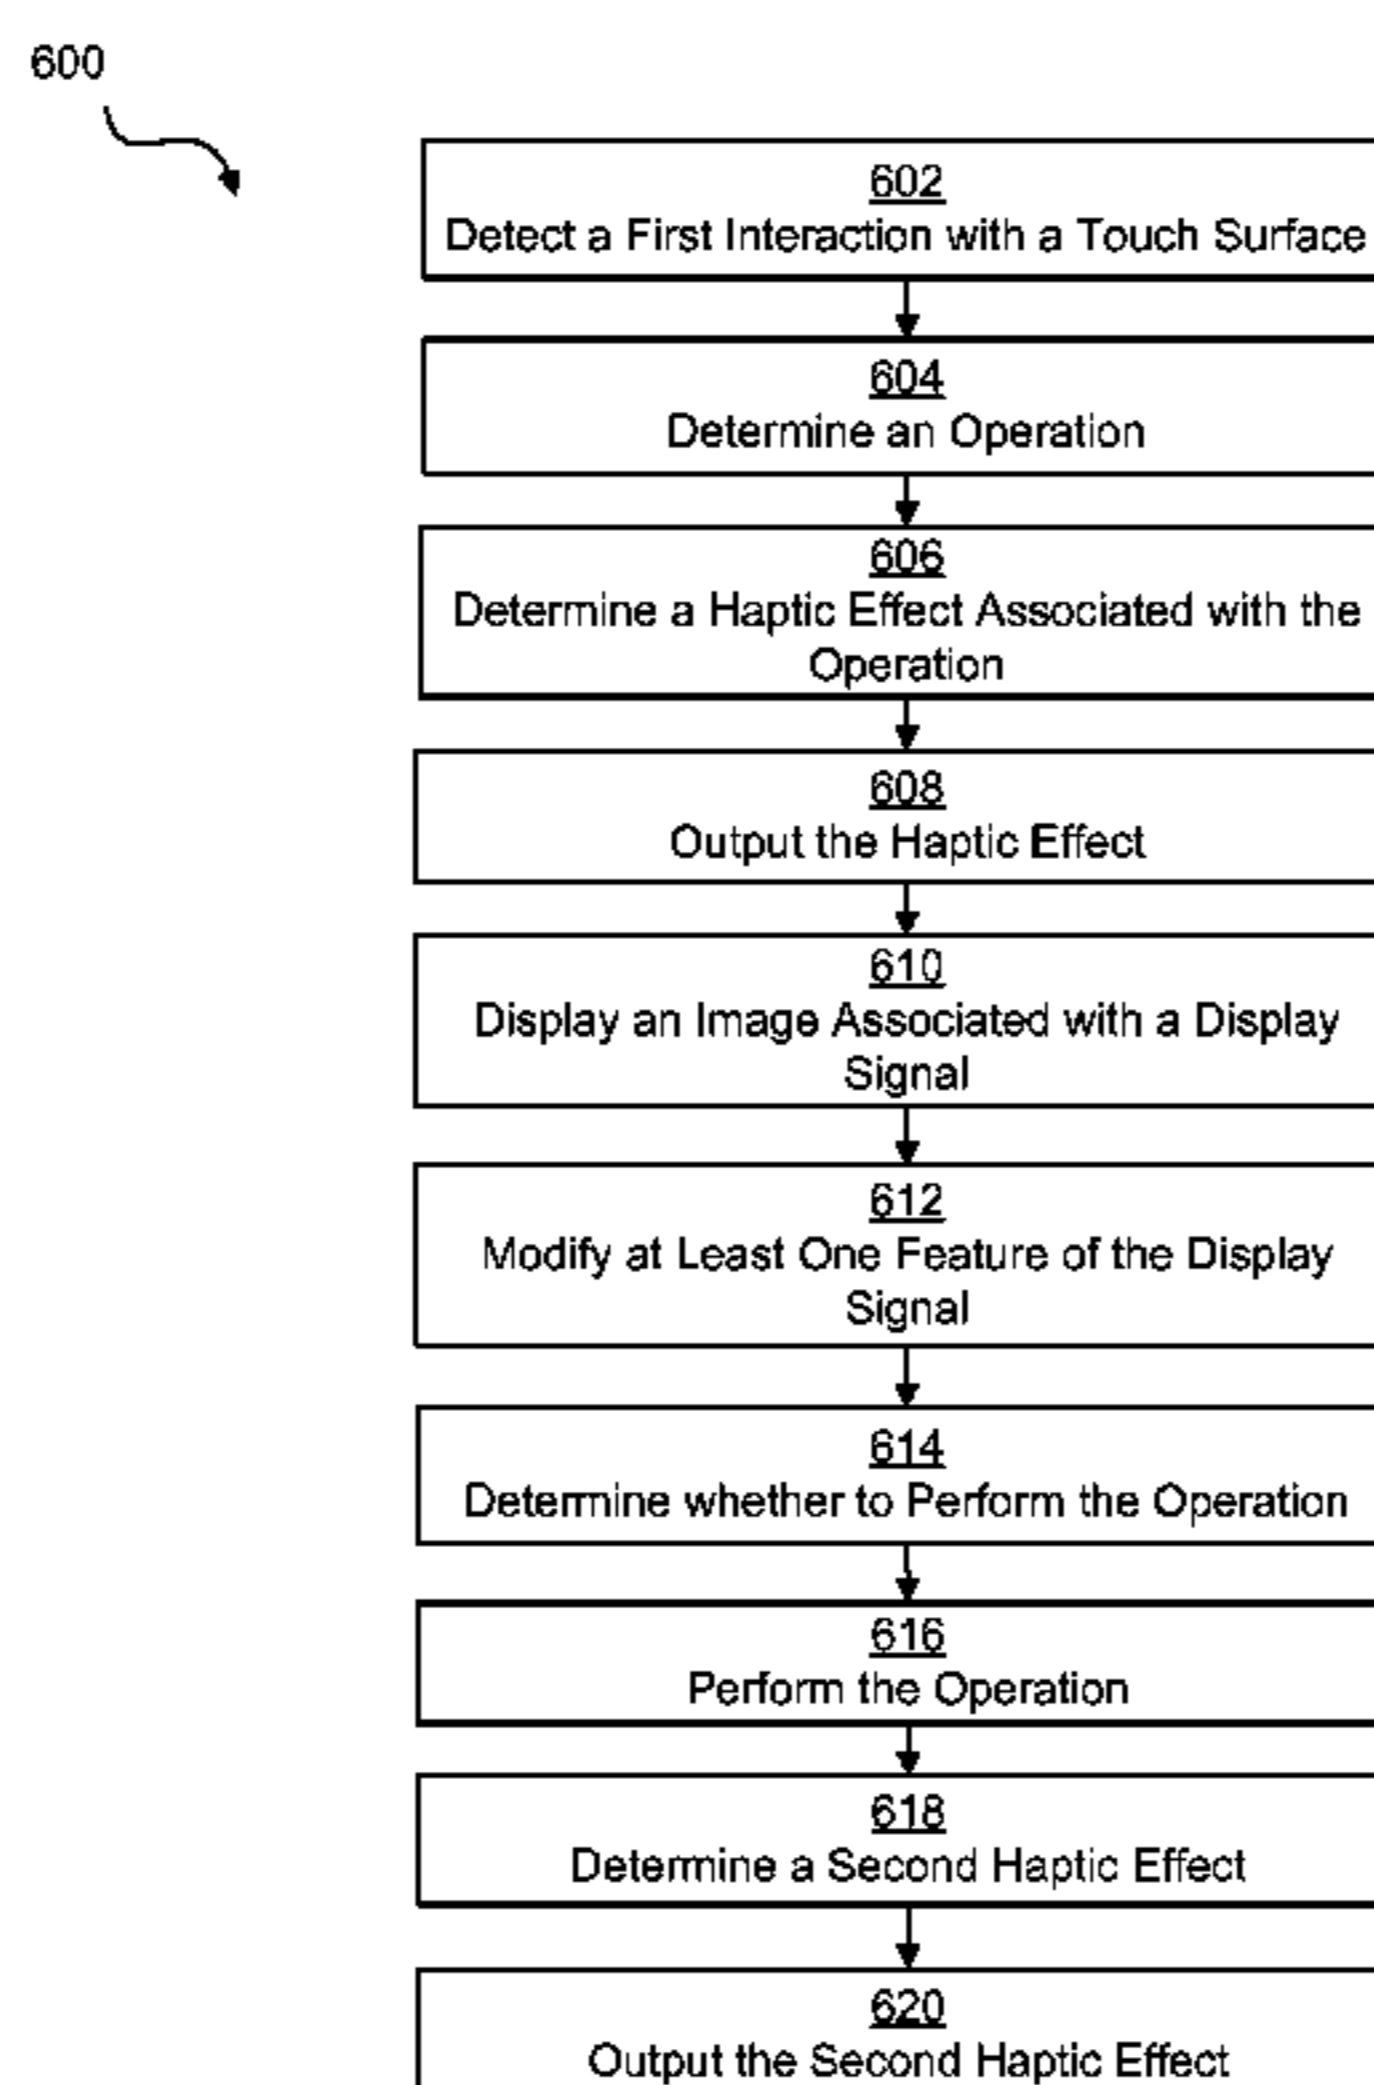 600
602
Detect a First Interaction with a Touch Surface
604
Determine an Operation
606
Determine a Haptic Effect Associated with the
Operation
608
Output the Haptic Effect
610
Display an Image Associated with a Display
Signal
612
Modify at Least One Feature of the Display
Signal
614
Determine whether to Perform the Operation
616
Perform the Operation
618
Determine a Second Haptic Effect
620
Output the Second Haptic Effect